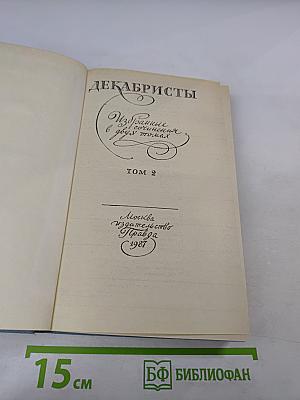 ДЕКАБРИСТЫ
Избранные
сочинения
в двух томах
ТОМ 2
Москва
издательство
Правда
1987
15 см
БФ БИБЛИОФАН